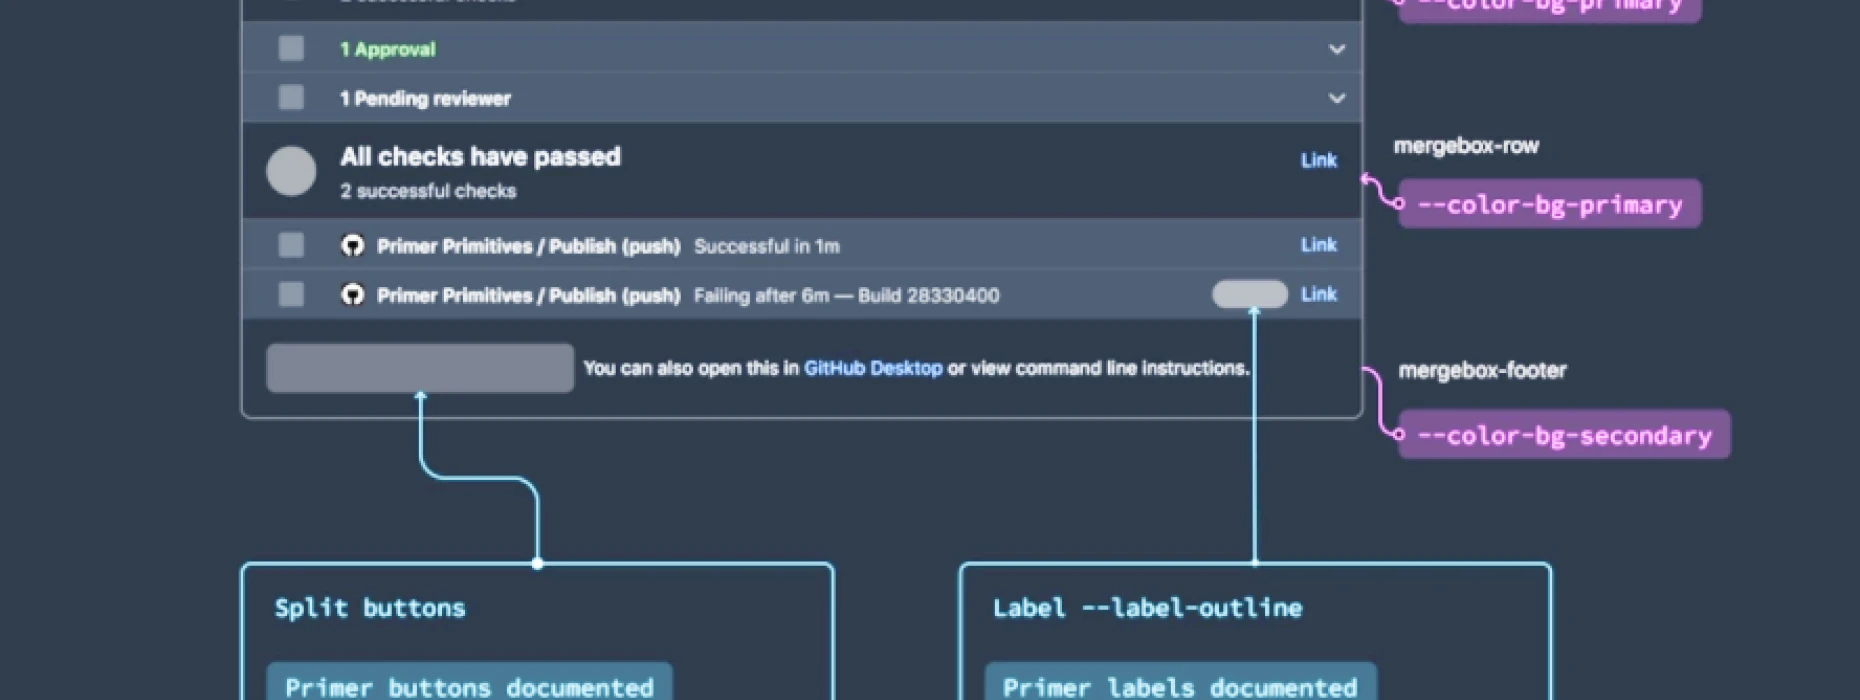 2 successful checks
--color-bg-primary
1 Approval
1 Pending reviewer
All checks have passed
2 successful checks
Link
mergebox-row
--color-bg-primary
Primer Primitives / Publish (push) Successful in 1m Link
Primer Primitives / Publish (push) Failing after 6m — Build 28330400 Link
You can also open this in GitHub Desktop or view command line instructions.
mergebox-footer
--color-bg-secondary
Split buttons
Primer buttons documented
Label --label-outline
Primer labels documented